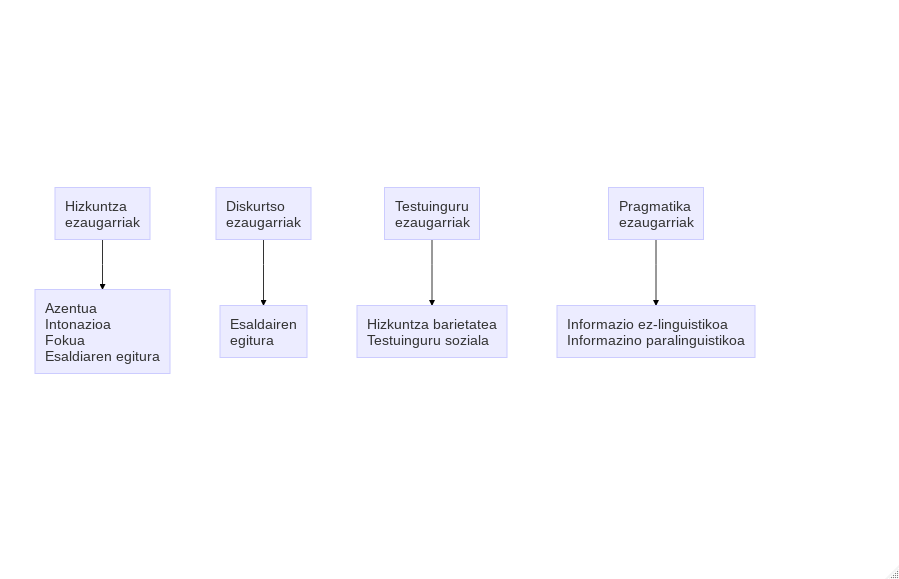 Hizkuntza
ezaugarriak
Diskurtso
ezaugarriak
Testuinguru
ezaugarriak
Pragmatika
ezaugarriak
Azentua
Intonazioa
Fokua
Esaldiaren egitura
Esaldairen
egitura
Hizkuntza barietatea
Testuinguru soziala
Informazio ez-linguistikoa
Informazino paralinguistikoa